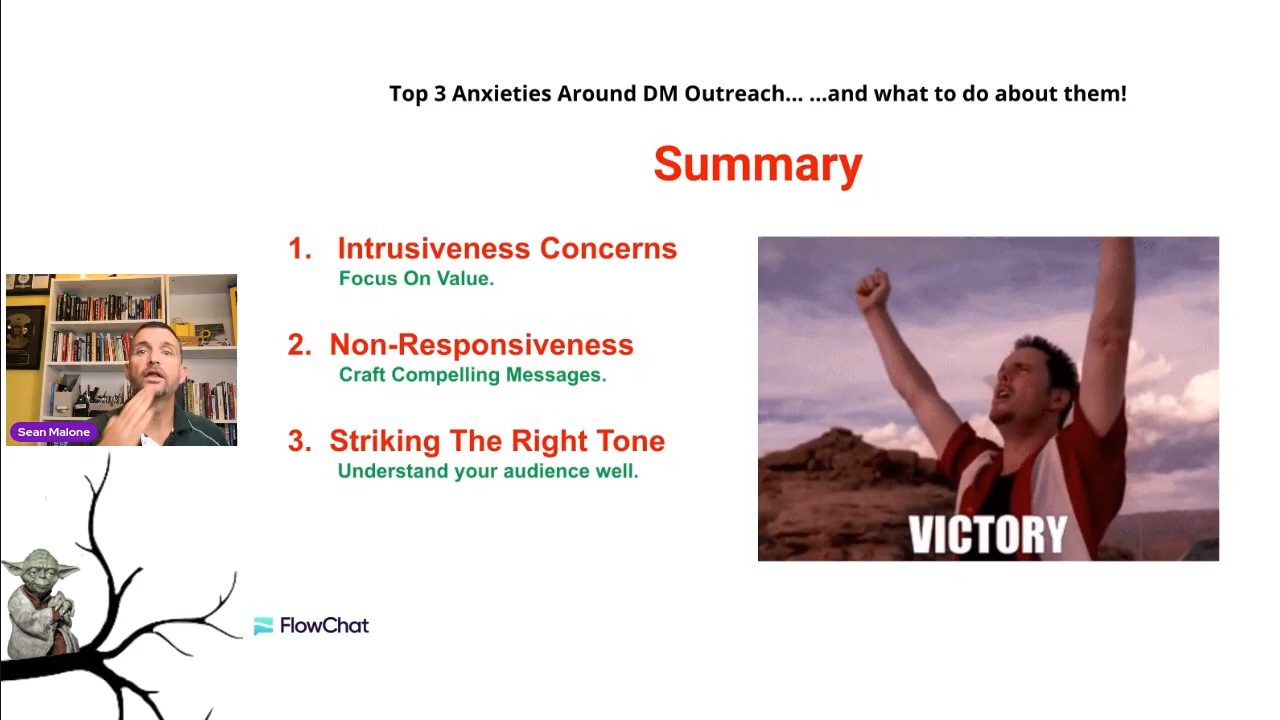 Top 3 Anxieties Around DM Outreach... ...and what to do about them!
Summary
1. Intrusiveness Concerns
Focus On Value.
2. Non-Responsiveness
Craft Compelling Messages.
3. Striking The Right Tone
Understand your audience well.
VICTORY
Sean Malone
FlowChat